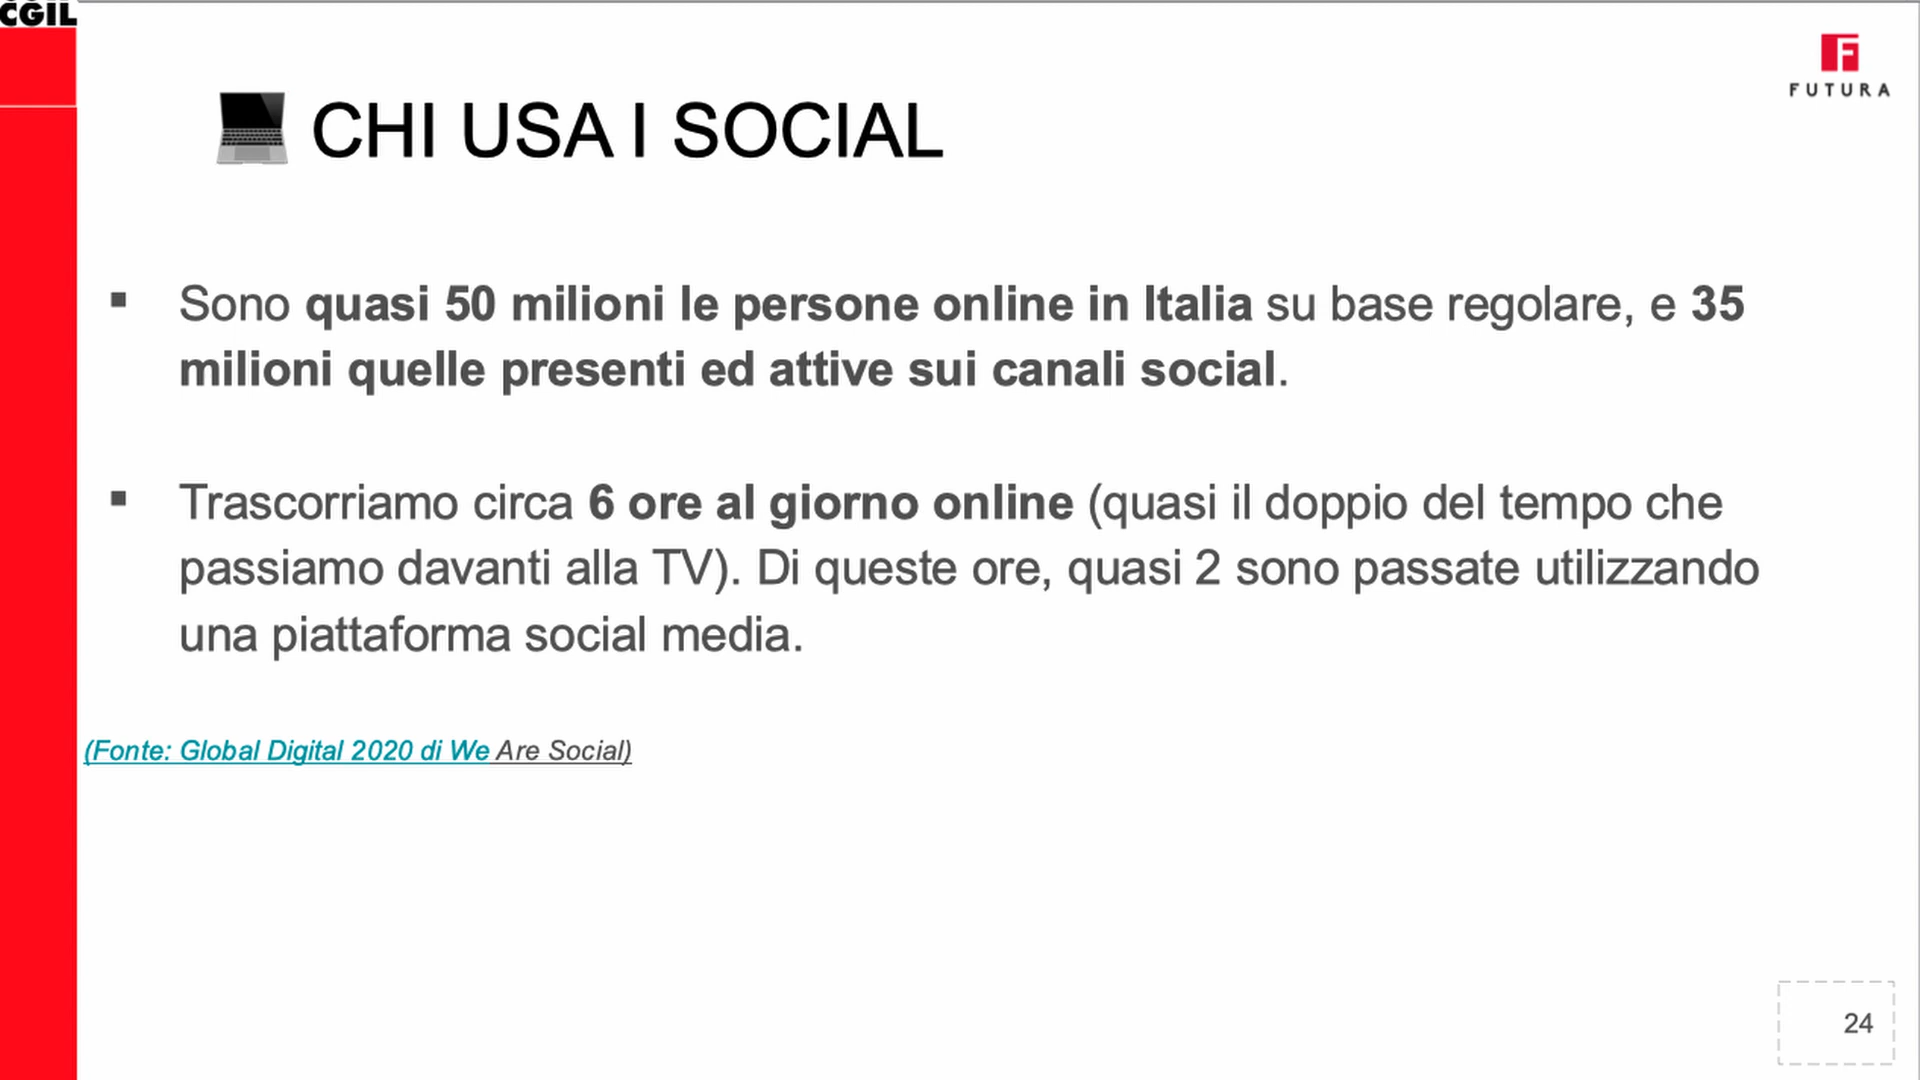 CGIL
FUTURA
CHI USA I SOCIAL
▪ Sono quasi 50 milioni le persone online in Italia su base regolare, e 35
milioni quelle presenti ed attive sui canali social.
▪ Trascorriamo circa 6 ore al giorno online (quasi il doppio del tempo che
passiamo davanti alla TV). Di queste ore, quasi 2 sono passate utilizzando
una piattaforma social media.
(Fonte: Global Digital 2020 di We Are Social)
24